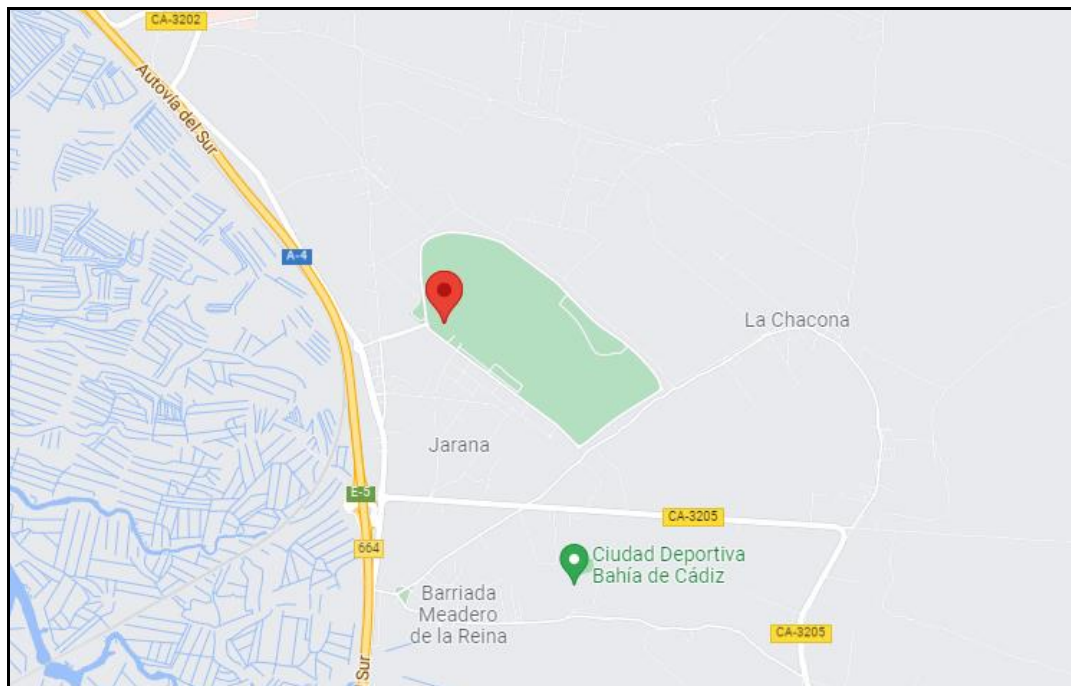 CA-3202
Autovía del Sur
A-4
La Chacona
Jarana
E-5
CA-3205
664
Ciudad Deportiva
Bahía de Cádiz
Barriada
Meadero
de la Reina
CA-3205
Sur